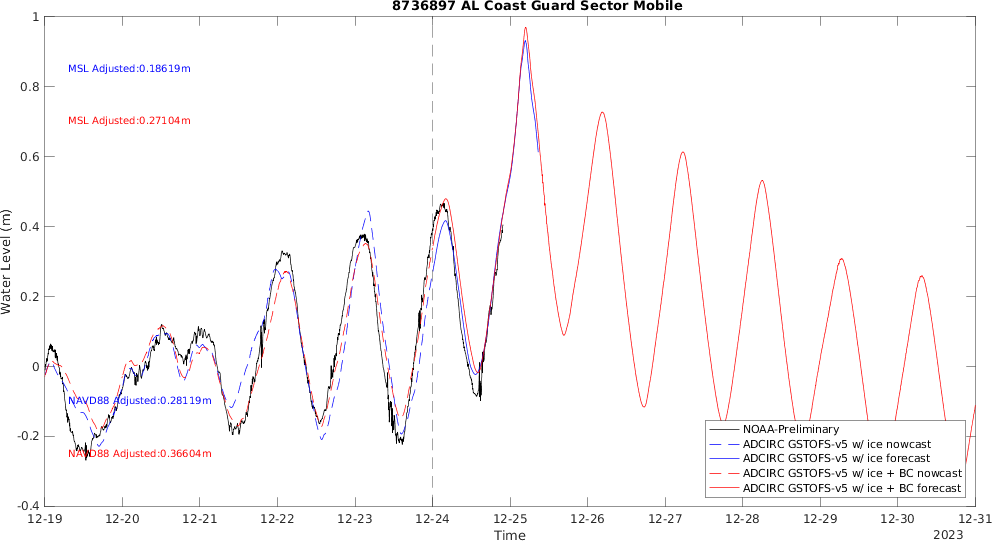 8736897 AL Coast Guard Sector Mobile
1
0.8
0.6
0.4
0.2
0
-0.2
-0.4
Water Level (m)
MSL Adjusted:0.18619m
MSL Adjusted:0.27104m
NAVD88 Adjusted:0.28119m
NAVD88 Adjusted:0.36604m
NOAA-Preliminary
ADCIRC GSTOFS-v5 w/ ice nowcast
ADCIRC GSTOFS-v5 w/ ice forecast
ADCIRC GSTOFS-v5 w/ ice + BC nowcast
ADCIRC GSTOFS-v5 w/ ice + BC forecast
12-19 12-20 12-21 12-22 12-23 12-24 12-25 12-26 12-27 12-28 12-29 12-30 12-31
Time
2023